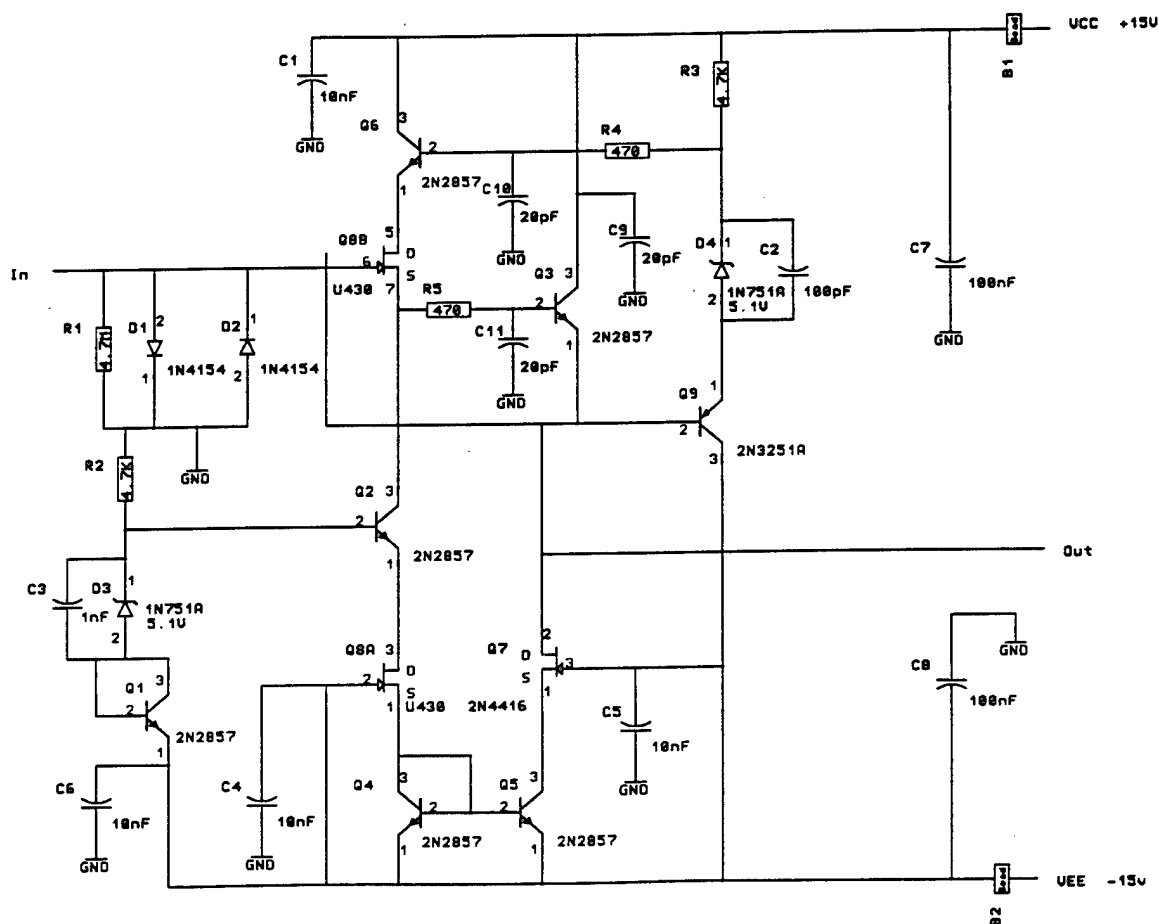 VCC +15V
Bead
B1
C1
10nF
GND
R3
4.7K
3
Q6
2
1
2N2857
R4
470
C10
20pF
GND
C9
20pF
GND
D4
1
2
1N751A
5.1V
C2
100pF
C7
100nF
GND
In
Q8B
5
D
6
S
7
U430
R5
470
C11
20pF
GND
Q3
3
2
1
2N2857
R1
4.7M
D1
2
1
1N4154
D2
1
2
1N4154
GND
Q9
1
2
3
2N3251A
R2
4.7K
Q2
3
2
1
2N2857
Out
C3
1nF
D3
1
2
1N751A
5.1V
Q1
3
2
1
2N2857
Q8A
3
D
2
S
1
U430
Q7
2
D
3
S
1
2N4416
C5
10nF
GND
GND
C8
100nF
C6
10nF
GND
C4
10nF
GND
Q4
3
2
1
2N2857
Q5
3
2
1
2N2857
Bead
B2
VEE -15v